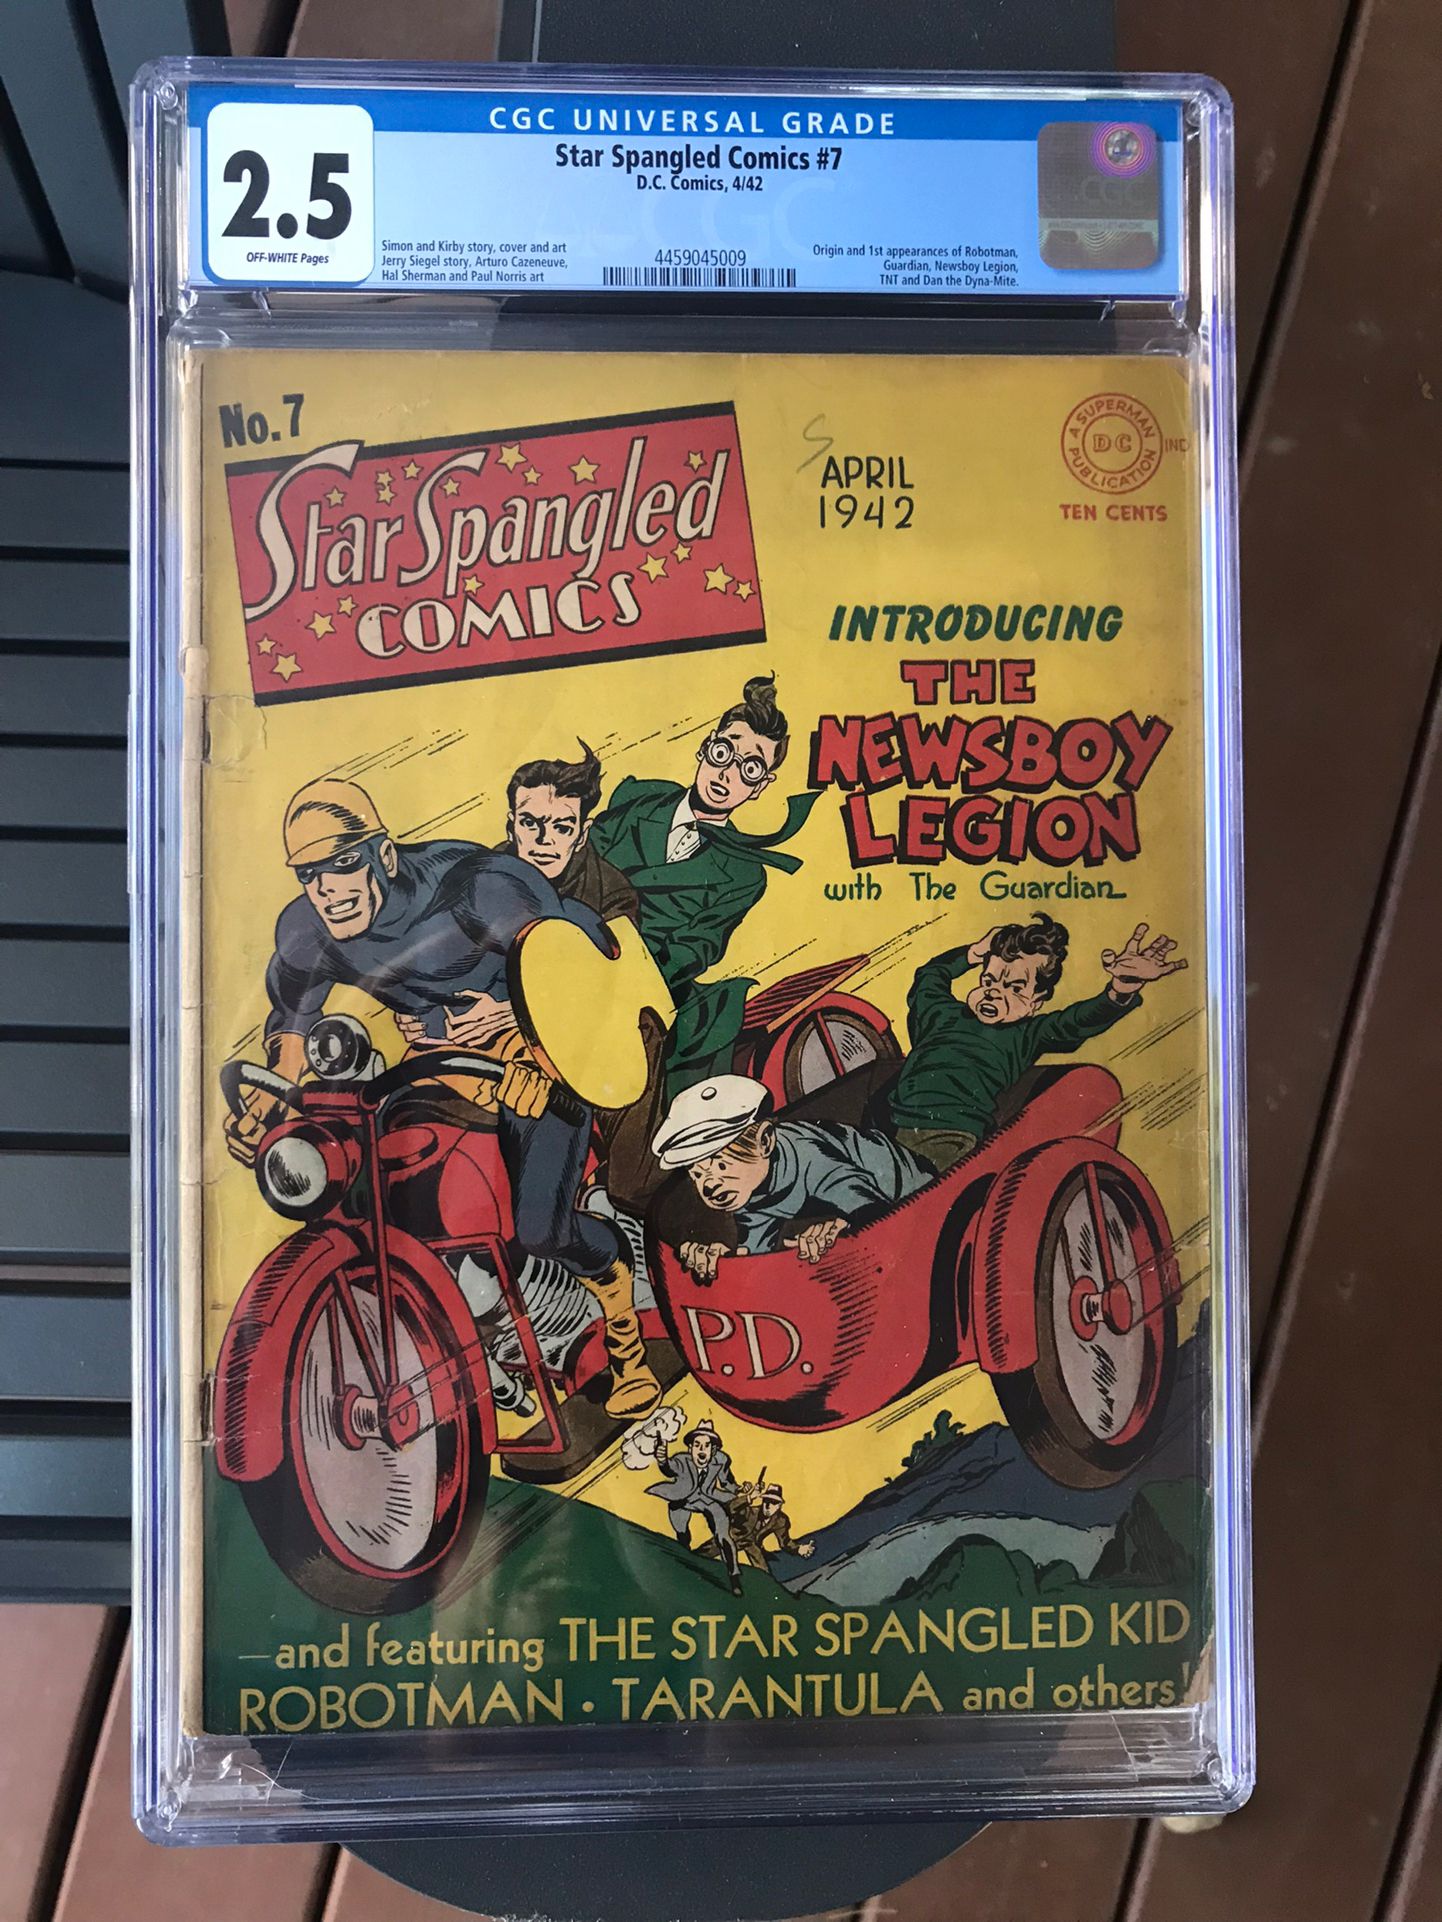 CGC UNIVERSAL GRADE
2.5
OFF-WHITE Pages
Star Spangled Comics #7
D.C. Comics, 4/42
Simon and Kirby story, cover and art
Jerry Siegel story, Arturo Cazeneuve,
Hal Sherman and Paul Norris art
4459045009
Origin and 1st appearances of Robotman,
Guardian, Newsboy Legion,
TNT and Dan the Dyna-Mite.
CGC
CGC
No. 7
Star Spangled
COMICS
S
APRIL
1942
A SUPERMAN
DC
PUBLICATION
IND
TEN CENTS
INTRODUCING
THE
NEWSBOY
LEGION
with The Guardian
P.D.
—and featuring THE STAR SPANGLED KID
ROBOTMAN • TARANTULA and others!